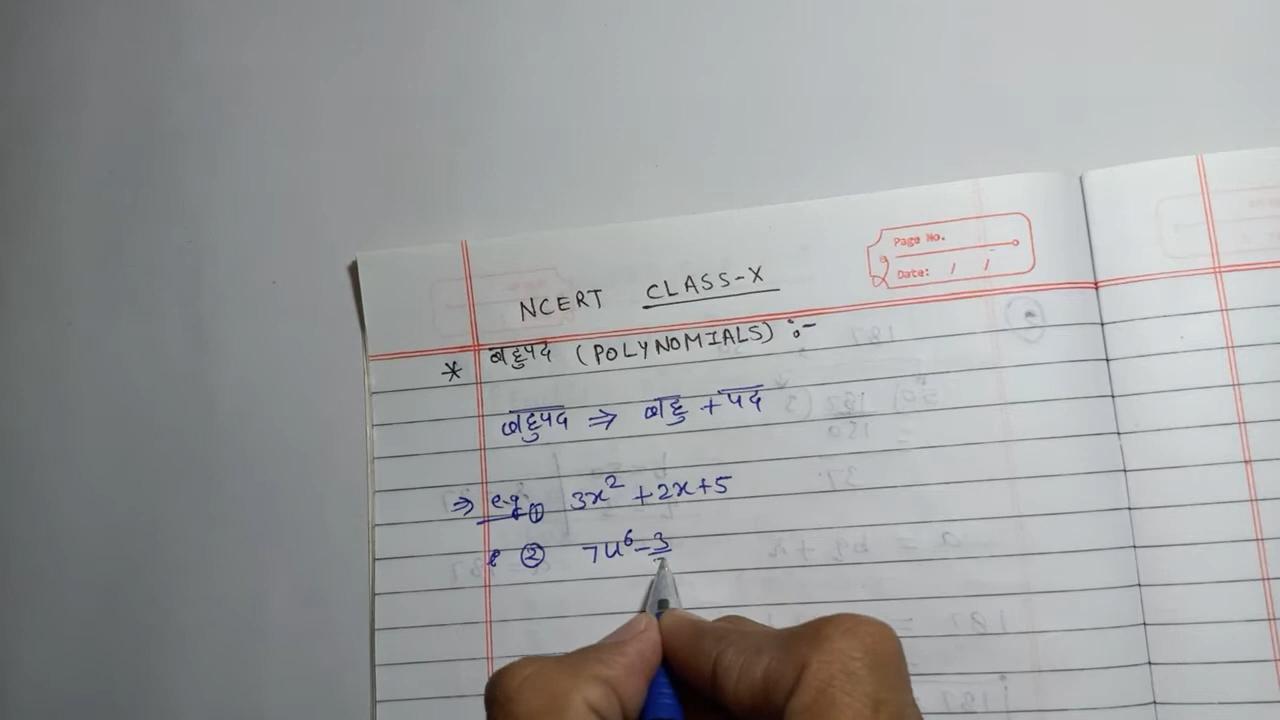 Page No.
Date: / /
NCERT CLASS-X
* बहुपद (POLYNOMIALS) :-
बहुपद ⇒ बहु + पद
⇒ e.g ① 3x² + 2x + 5
② 7u⁶ - 3